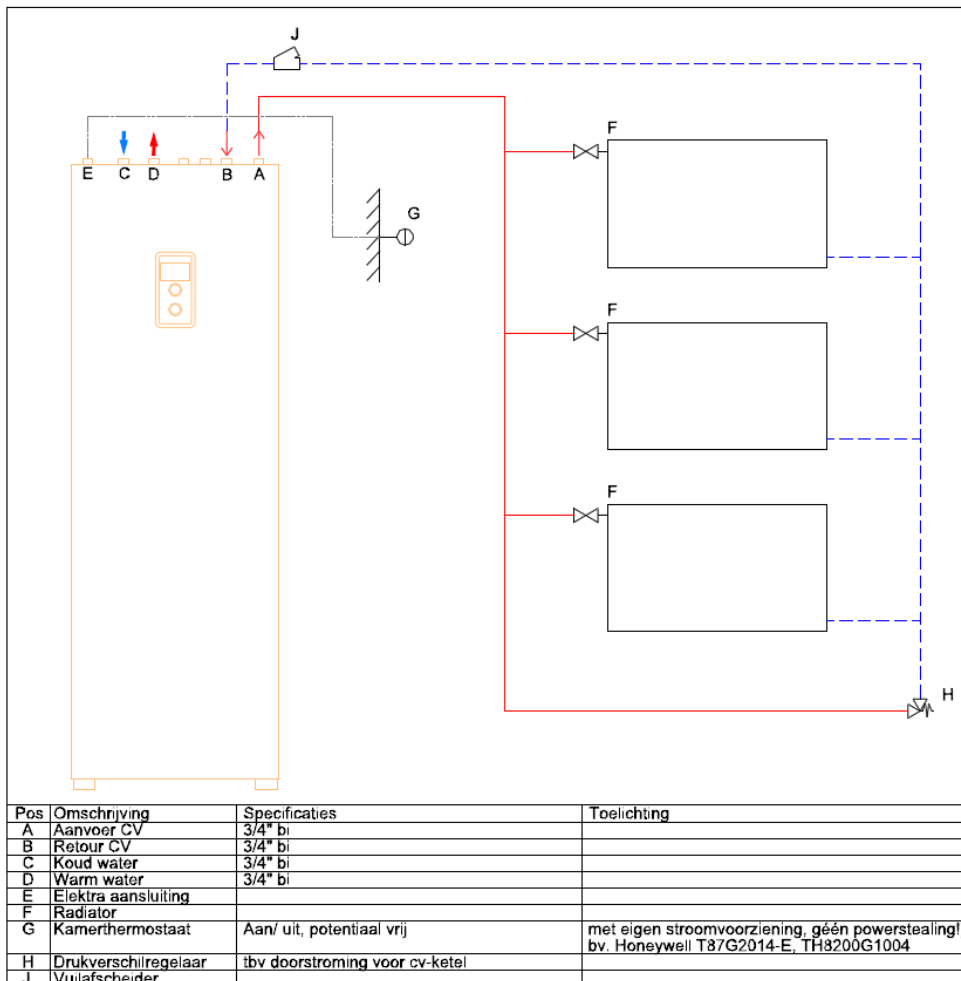 J
F
E C D B A
G
F
F
H
Pos Omschrijving Specificaties Toelichting
A Aanvoer CV 3/4" bi
B Retour CV 3/4" bi
C Koud water 3/4" bi
D Warm water 3/4" bi
E Elektra aansluiting
F Radiator
G Kamerthermostaat Aan/ uit, potentiaal vrij met eigen stroomvoorziening, géén powerstealing!
bv. Honeywell T87G2014-E, TH8200G1004
H Drukverschilregelaar tbv doorstroming voor cv-ketel
J Vuilafscheider